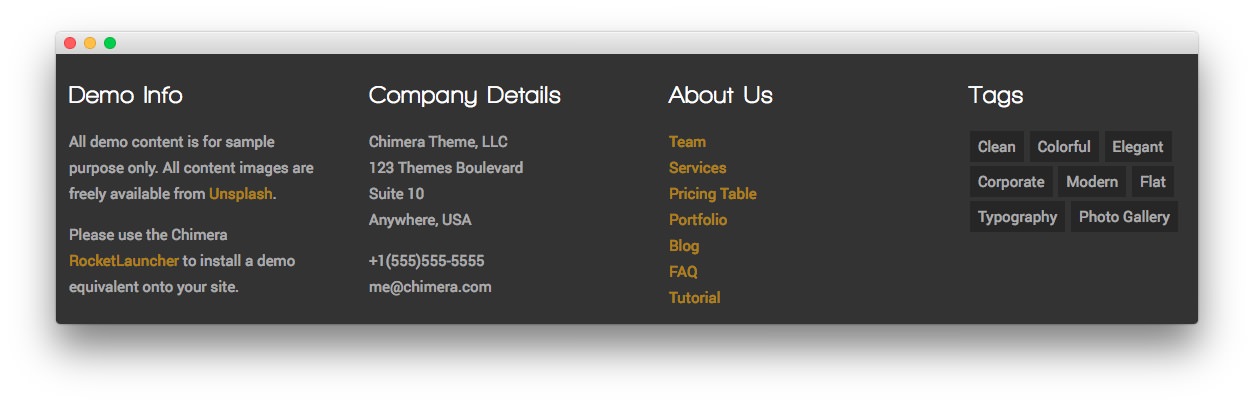 Demo Info
All demo content is for sample
purpose only. All content images are
freely available from Unsplash.
Please use the Chimera
RocketLauncher to install a demo
equivalent onto your site.
Company Details
Chimera Theme, LLC
123 Themes Boulevard
Suite 10
Anywhere, USA
+1(555)555-5555
me@chimera.com
About Us
Team
Services
Pricing Table
Portfolio
Blog
FAQ
Tutorial
Tags
Clean Colorful Elegant
Corporate Modern Flat
Typography Photo Gallery